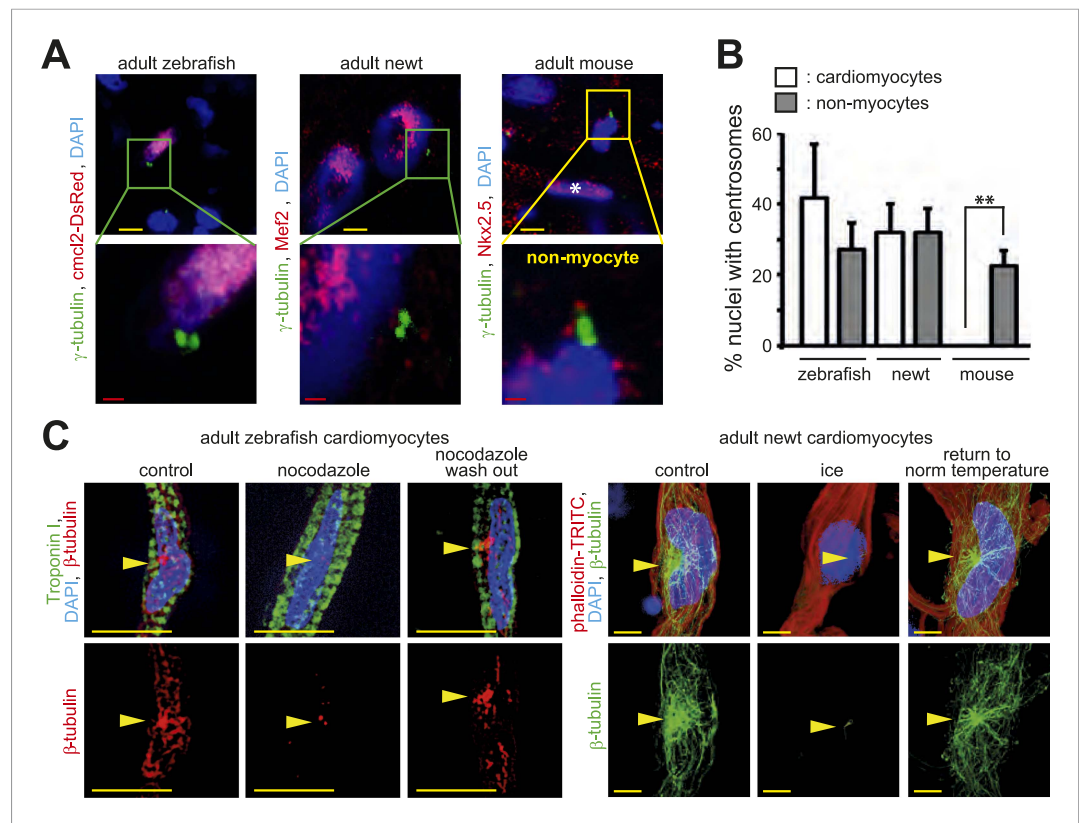 A
adult zebrafish
adult newt
adult mouse
γ-tubulin, cmcl2-DsRed, DAPI
γ-tubulin, Mef2, DAPI
γ-tubulin, Nkx2.5, DAPI
*
non-myocyte
B
: cardiomyocytes
: non-myocytes
% nuclei with centrosomes
60
40
20
0
**
zebrafish
newt
mouse
C
adult zebrafish cardiomyocytes
control
nocodazole
nocodazole
wash out
Troponin I,
DAPI, β-tubulin
β-tubulin
adult newt cardiomyocytes
control
ice
return to
norm temperature
phalloidin-TRITC,
DAPI, β-tubulin
β-tubulin